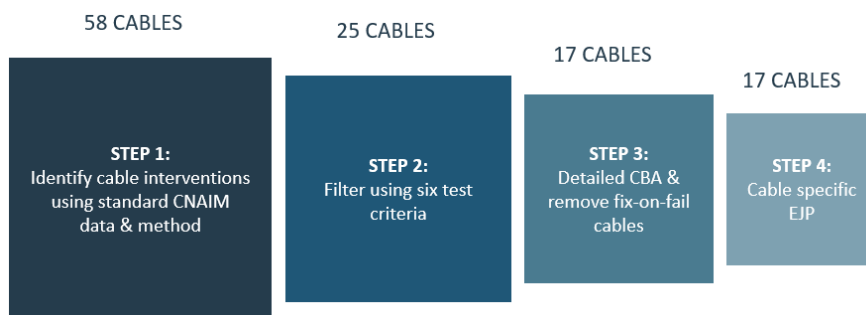 58 CABLES
25 CABLES
17 CABLES
17 CABLES
STEP 1:
Identify cable interventions
using standard CNAIM
data & method
STEP 2:
Filter using six test
criteria
STEP 3:
Detailed CBA &
remove fix-on-fail
cables
STEP 4:
Cable specific
EJP